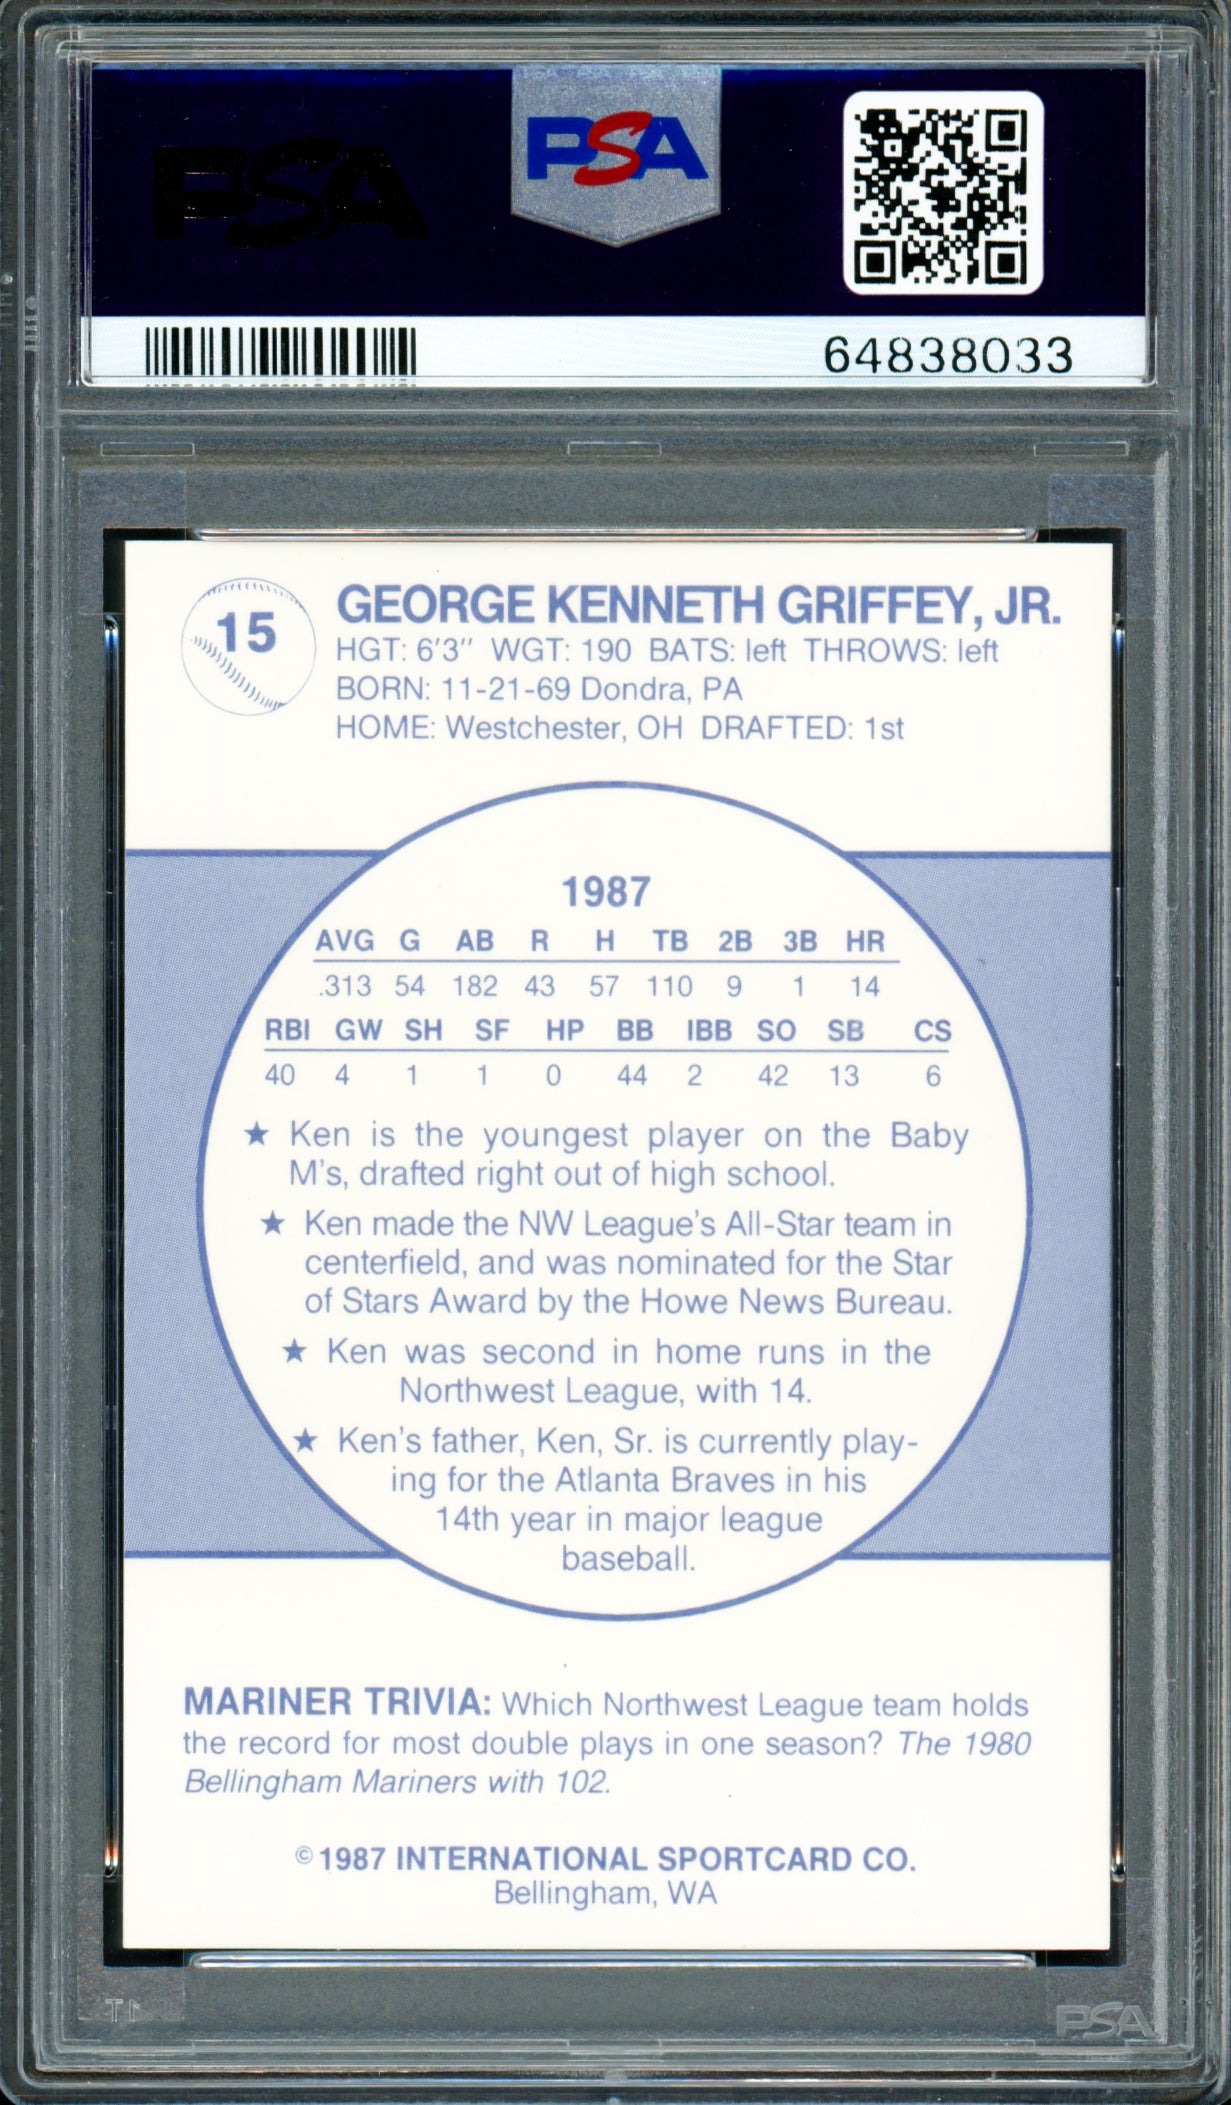 PSA
PSA
64838033
15
GEORGE KENNETH GRIFFEY, JR.
HGT: 6'3" WGT: 190 BATS: left THROWS: left
BORN: 11-21-69 Dondra, PA
HOME: Westchester, OH DRAFTED: 1st
1987
AVG G AB R H TB 2B 3B HR
.313 54 182 43 57 110 9 1 14
RBI GW SH SF HP BB IBB SO SB CS
40 4 1 1 0 44 2 42 13 6
★ Ken is the youngest player on the Baby
M's, drafted right out of high school.
★ Ken made the NW League's All-Star team in
centerfield, and was nominated for the Star
of Stars Award by the Howe News Bureau.
★ Ken was second in home runs in the
Northwest League, with 14.
★ Ken's father, Ken, Sr. is currently play-
ing for the Atlanta Braves in his
14th year in major league
baseball.
MARINER TRIVIA: Which Northwest League team holds
the record for most double plays in one season? The 1980
Bellingham Mariners with 102.
© 1987 INTERNATIONAL SPORTCARD CO.
Bellingham, WA
PSA